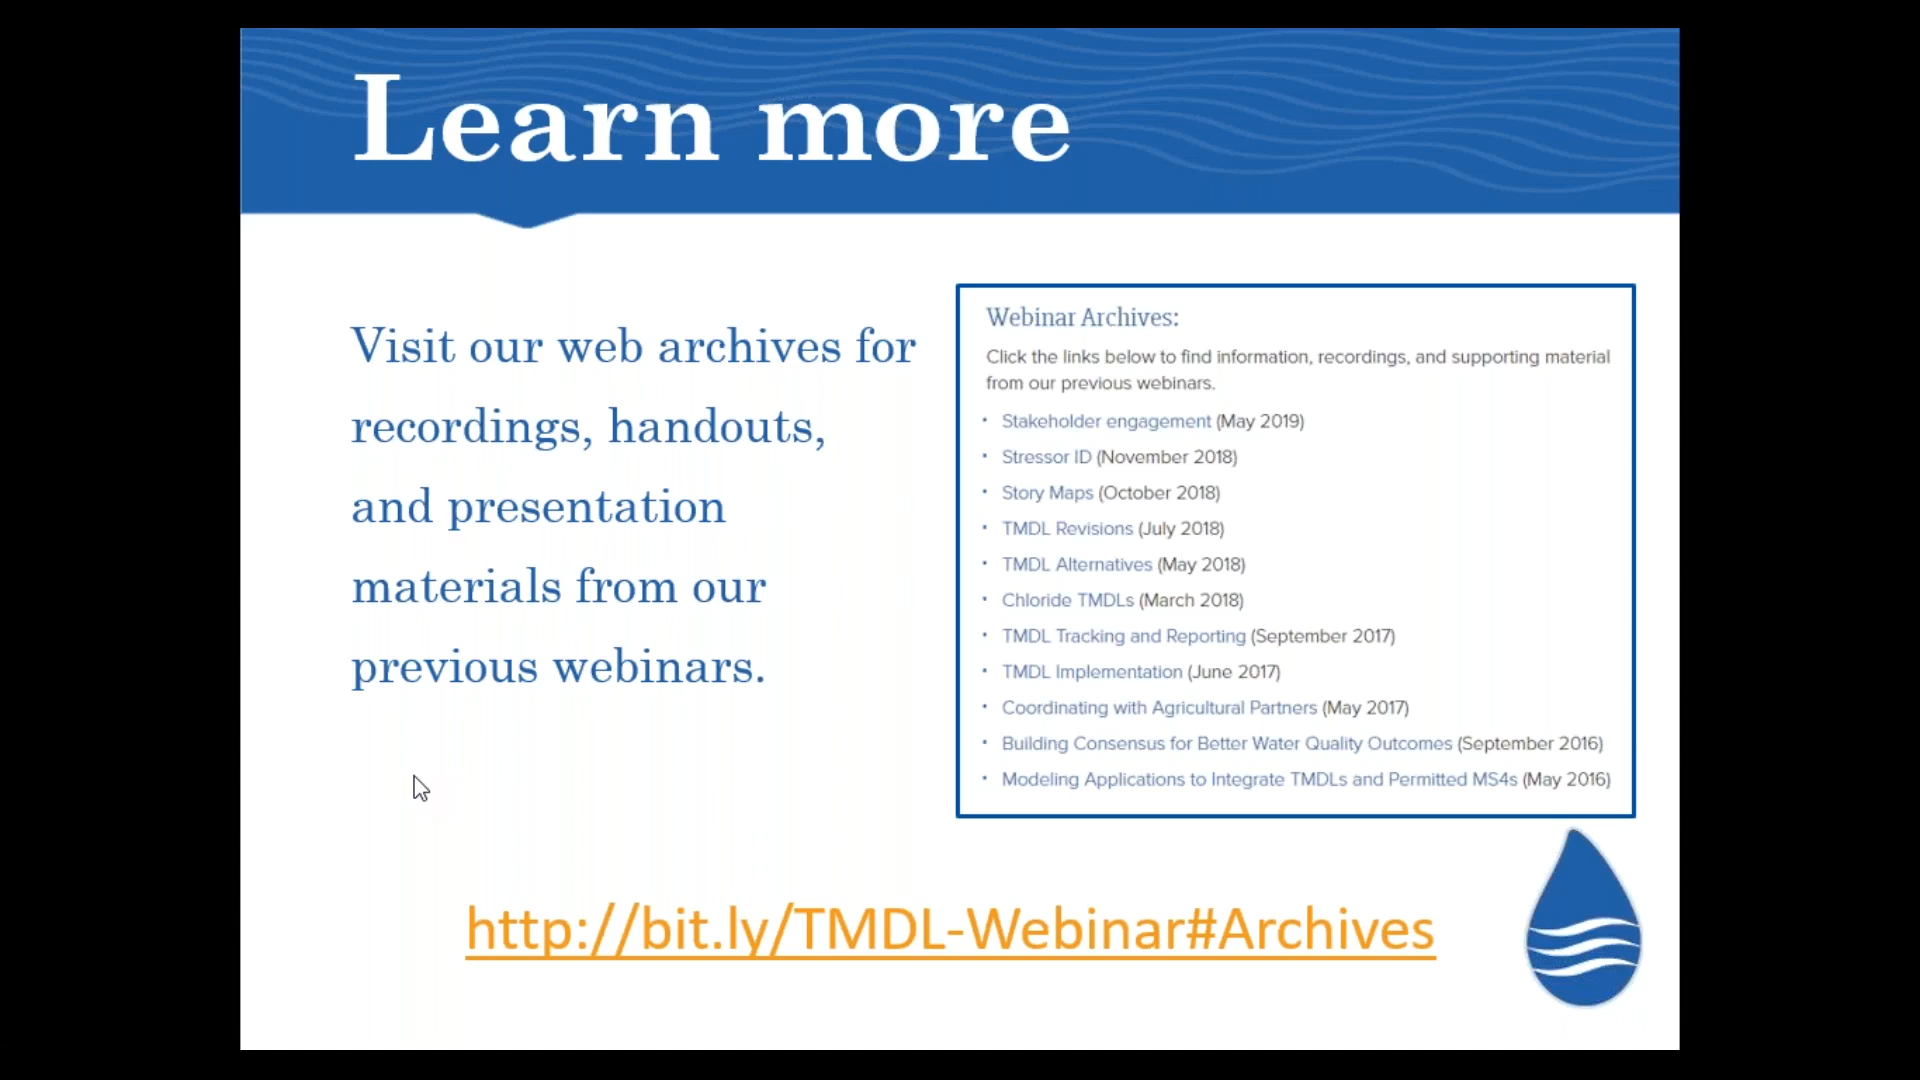 Learn more
Visit our web archives for
recordings, handouts,
and presentation
materials from our
previous webinars.
Webinar Archives:
Click the links below to find information, recordings, and supporting material
from our previous webinars.
Stakeholder engagement (May 2019)
Stressor ID (November 2018)
Story Maps (October 2018)
TMDL Revisions (July 2018)
TMDL Alternatives (May 2018)
Chloride TMDLs (March 2018)
TMDL Tracking and Reporting (September 2017)
TMDL Implementation (June 2017)
Coordinating with Agricultural Partners (May 2017)
Building Consensus for Better Water Quality Outcomes (September 2016)
Modeling Applications to Integrate TMDLs and Permitted MS4s (May 2016)
http://bit.ly/TMDL-Webinar#Archives